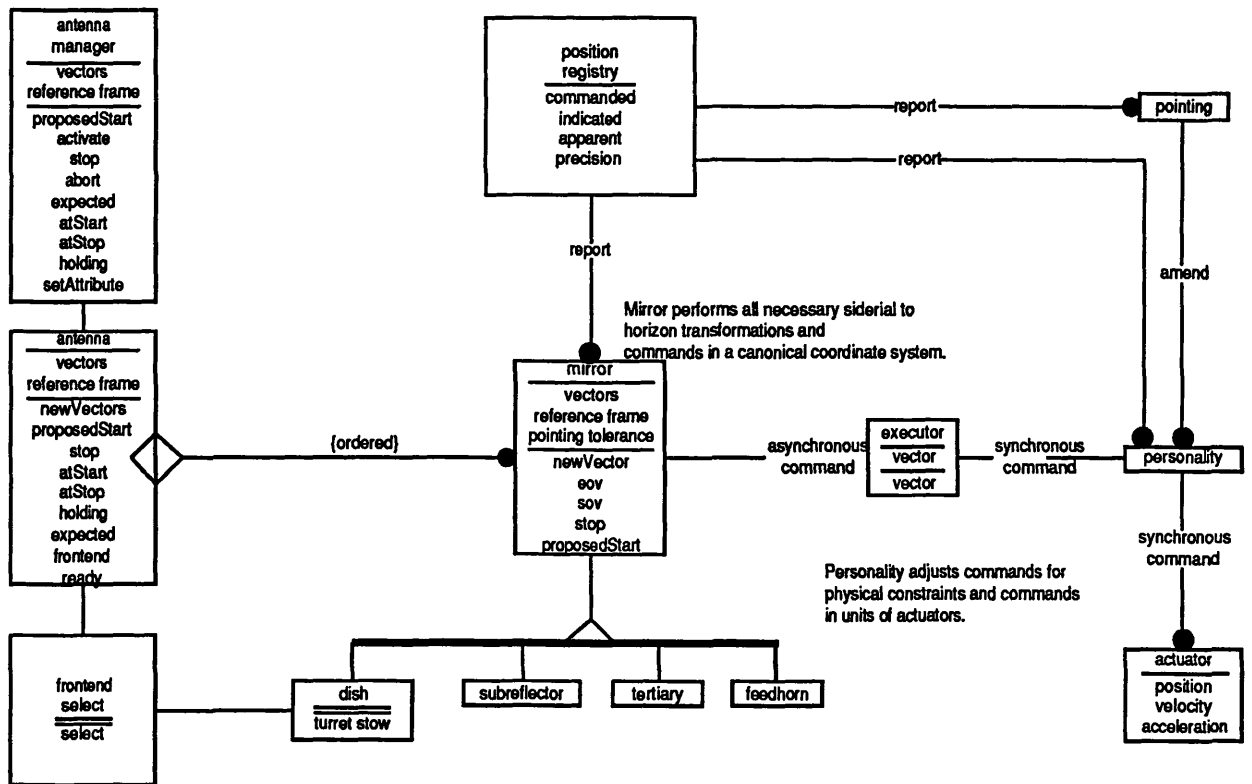 antenna
manager
vectors
reference frame
proposedStart
activate
stop
abort
expected
atStart
atStop
holding
setAttribute
antenna
vectors
reference frame
newVectors
proposedStart
stop
atStart
atStop
holding
expected
frontend
ready
frontend
select
select
{ordered}
position
registry
commanded
indicated
apparent
precision
report
report
report
pointing
amend
Mirror performs all necessary siderial to
horizon transformations and
commands in a canonical coordinate system.
mirror
vectors
reference frame
pointing tolerance
newVector
eov
sov
stop
proposedStart
asynchronous
command
executor
vector
vector
synchronous
command
personality
synchronous
command
Personality adjusts commands for
physical constraints and commands
in units of actuators.
dish
turret stow
subreflector
tertiary
feedhorn
actuator
position
velocity
acceleration